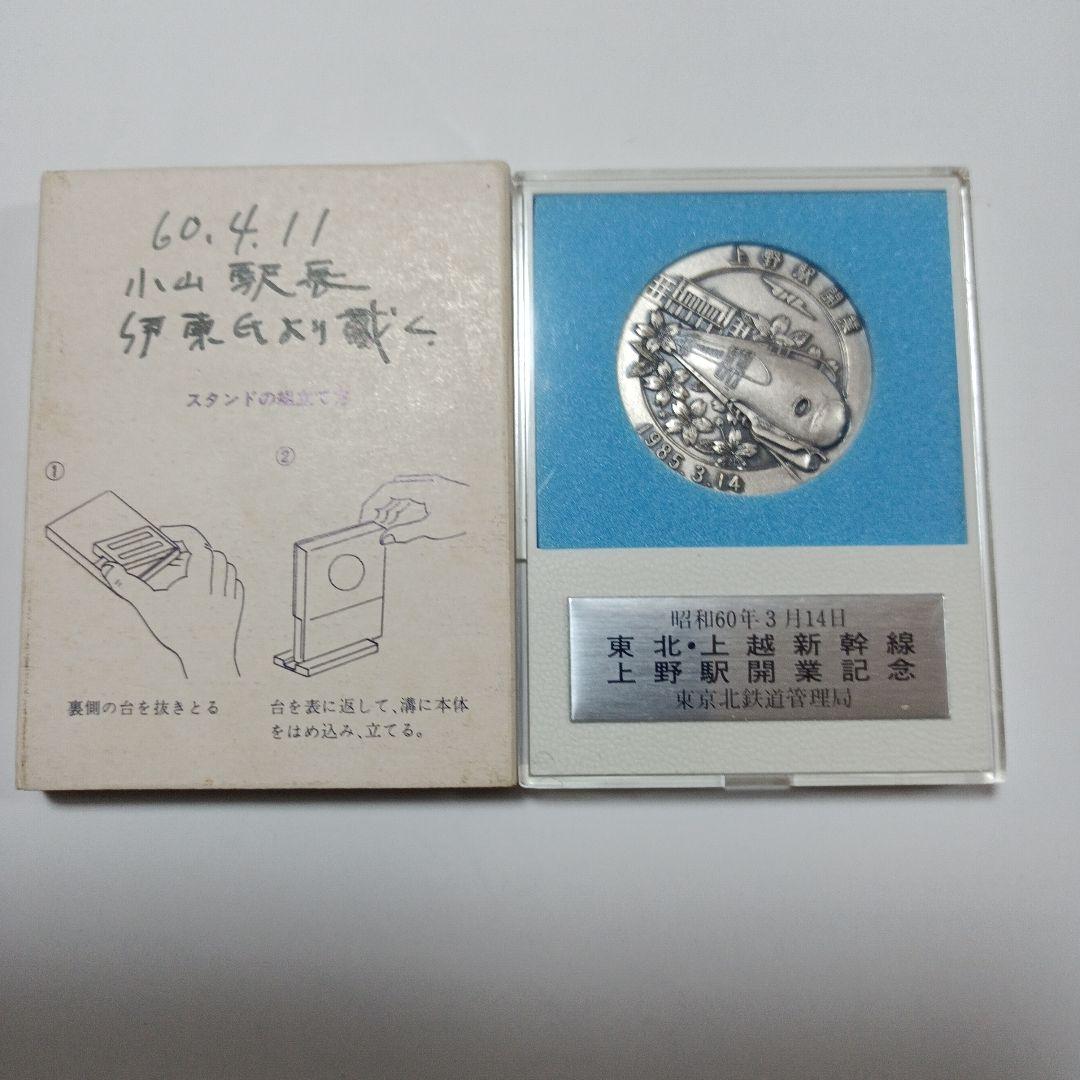 60.4.11
小山駅長
伊東氏より戴く.
スタンドの組立て方
①
②
裏側の台を抜きとる
台を表に返して、溝に本体
をはめ込み、立てる。
上野駅開業
JNR
1985.3.14
昭和60年3月14日
東北・上越新幹線
上野駅開業記念
東京北鉄道管理局